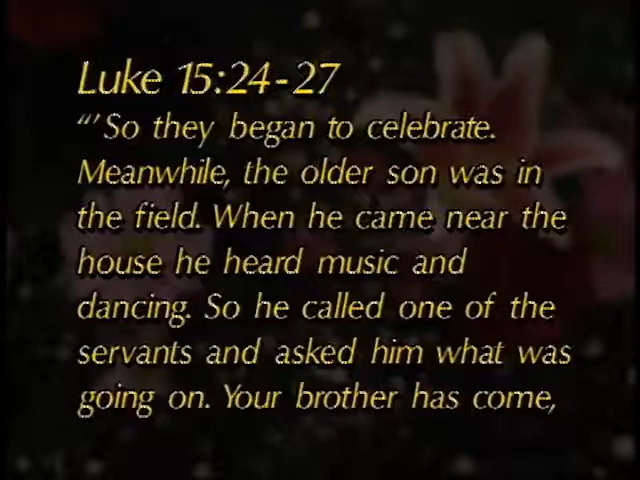 Luke 15:24-27
"'So they began to celebrate.
Meanwhile, the older son was in
the field. When he came near the
house he heard music and
dancing. So he called one of the
servants and asked him what was
going on. Your brother has come,